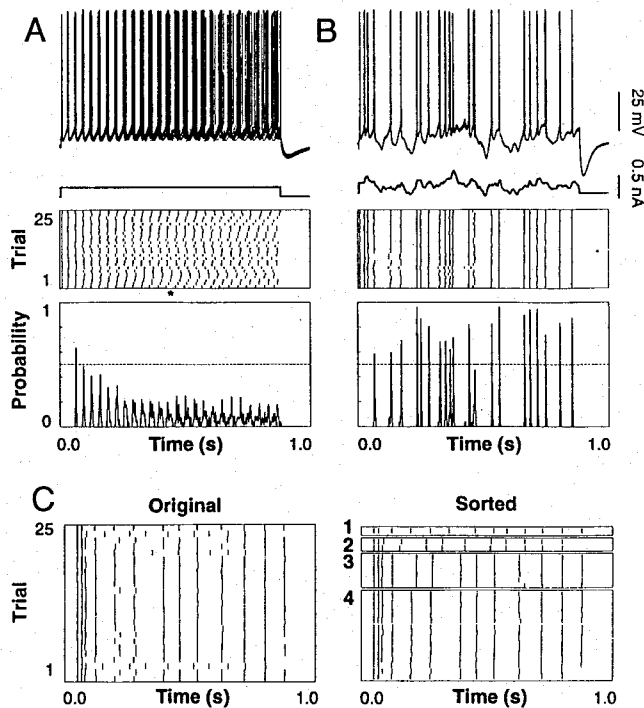 A
B
25 mV
0.5 nA
25
Trial
1
*
1
Probability
0
0.0
Time (s)
1.0
0.0
Time (s)
1.0
C
Original
Sorted
25
Trial
1
1
2
3
4
0.0
Time (s)
1.0
0.0
Time (s)
1.0